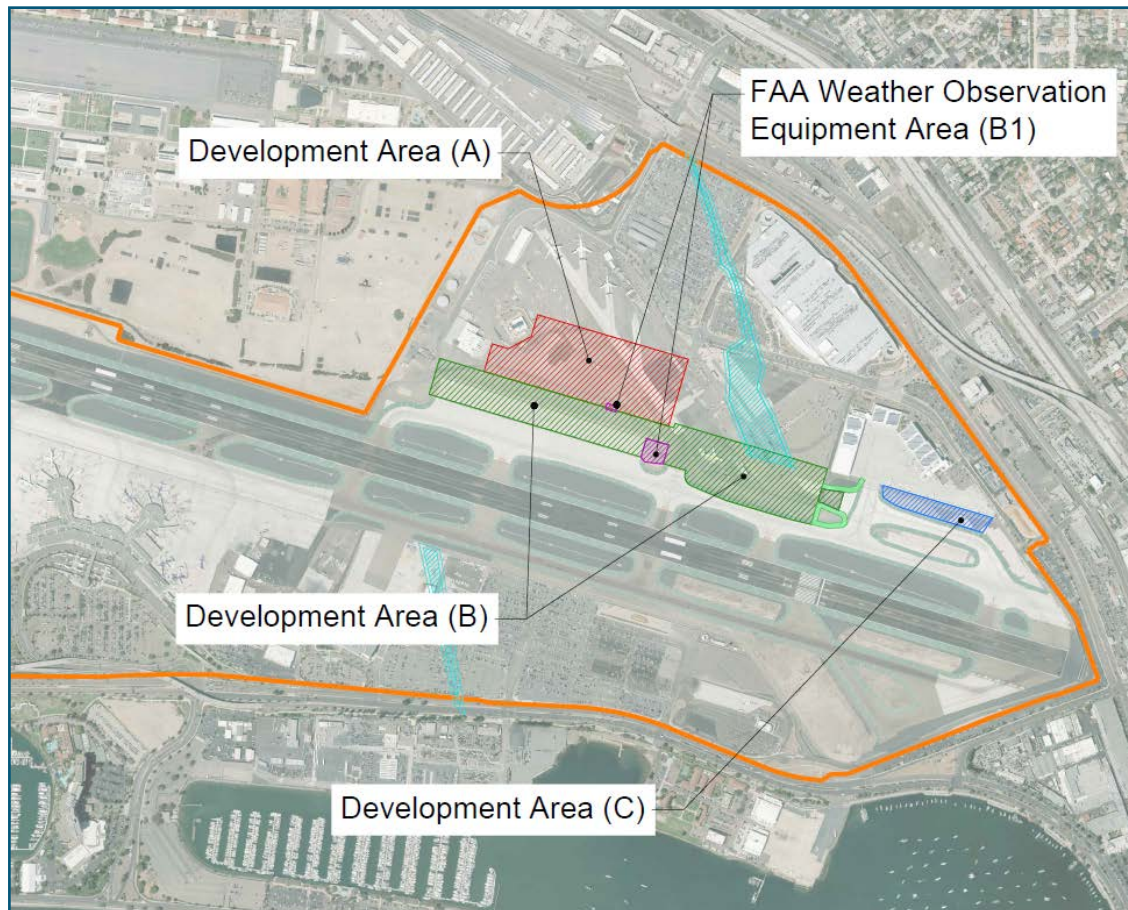 FAA Weather Observation
Equipment Area (B1)
Development Area (A)
Development Area (B)
Development Area (C)